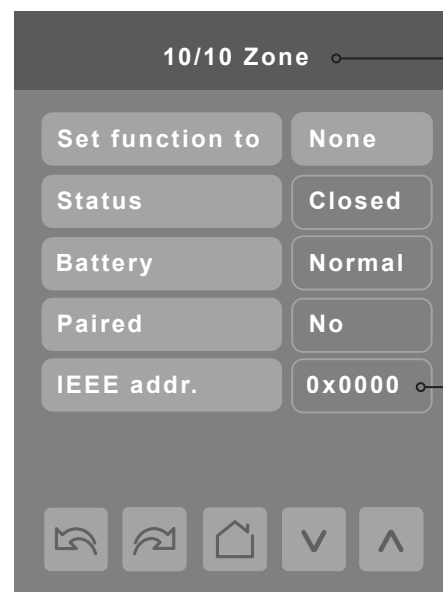 10/10 Zone
Set function to None
Status Closed
Battery Normal
Paired No
IEEE addr. 0x0000